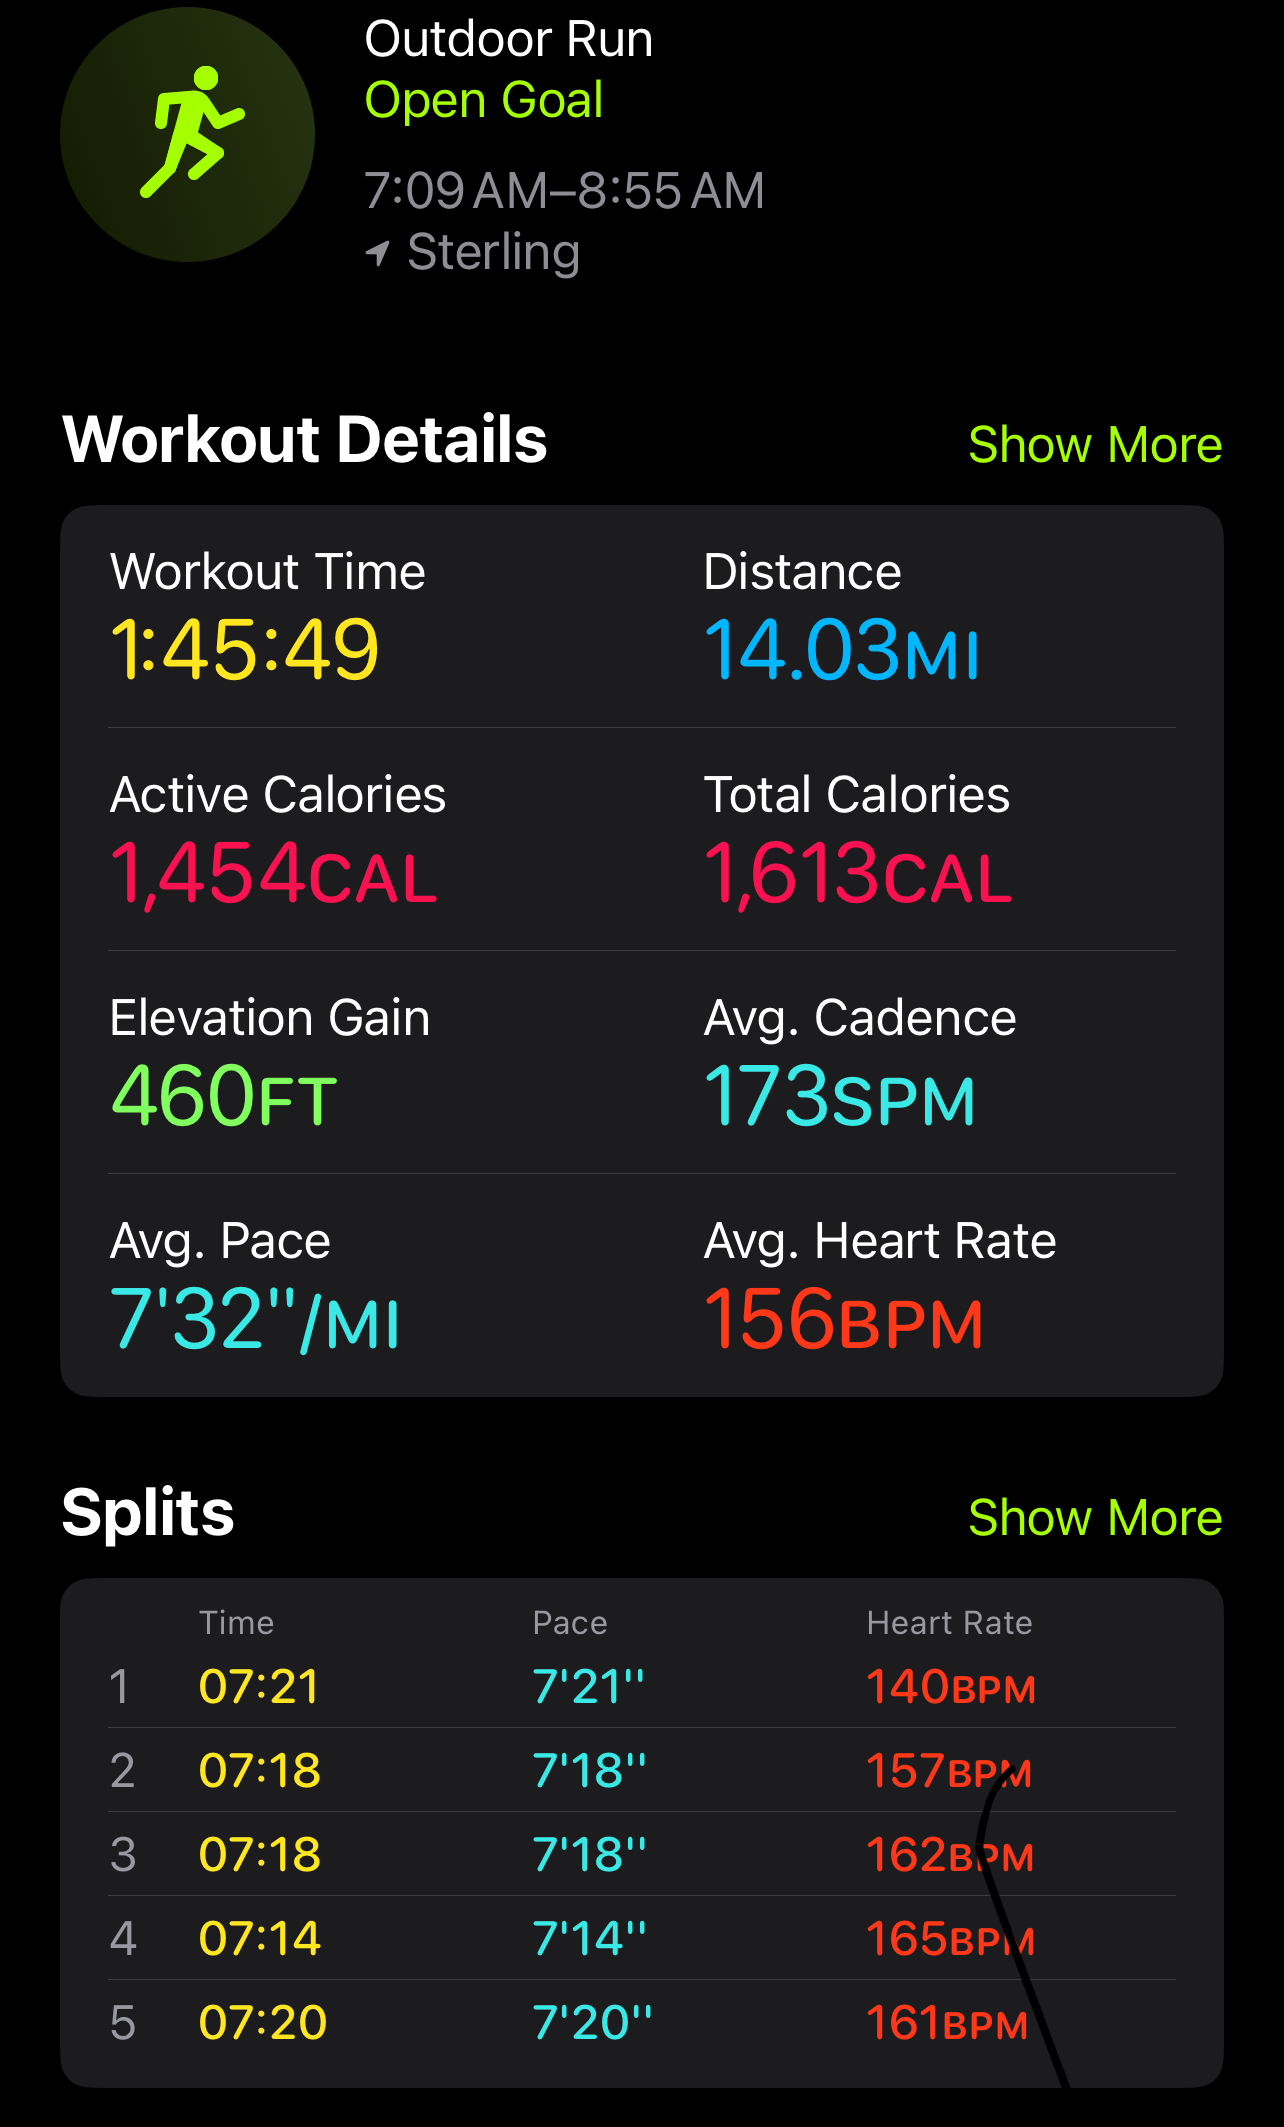 Outdoor Run
Open Goal
7:09 AM–8:55 AM
Sterling
Workout Details Show More
Workout Time Distance
1:45:49 14.03MI
Active Calories Total Calories
1,454CAL 1,613CAL
Elevation Gain Avg. Cadence
460FT 173SPM
Avg. Pace Avg. Heart Rate
7'32"/MI 156BPM
Splits Show More
Time Pace Heart Rate
1 07:21 7'21'' 140BPM
2 07:18 7'18'' 157BPM
3 07:18 7'18'' 162BPM
4 07:14 7'14'' 165BPM
5 07:20 7'20'' 161BPM